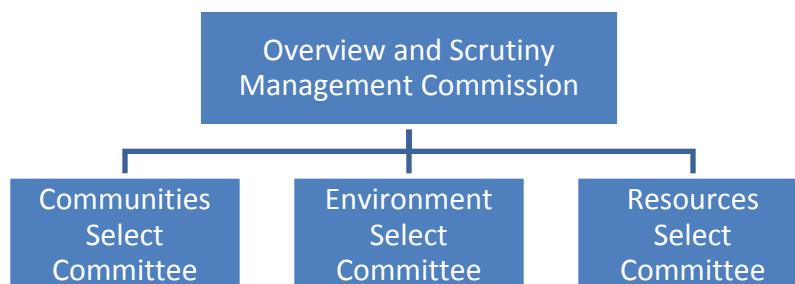 Overview and Scrutiny
Management Commission
Communities
Select
Committee
Environment
Select
Committee
Resources
Select
Committee